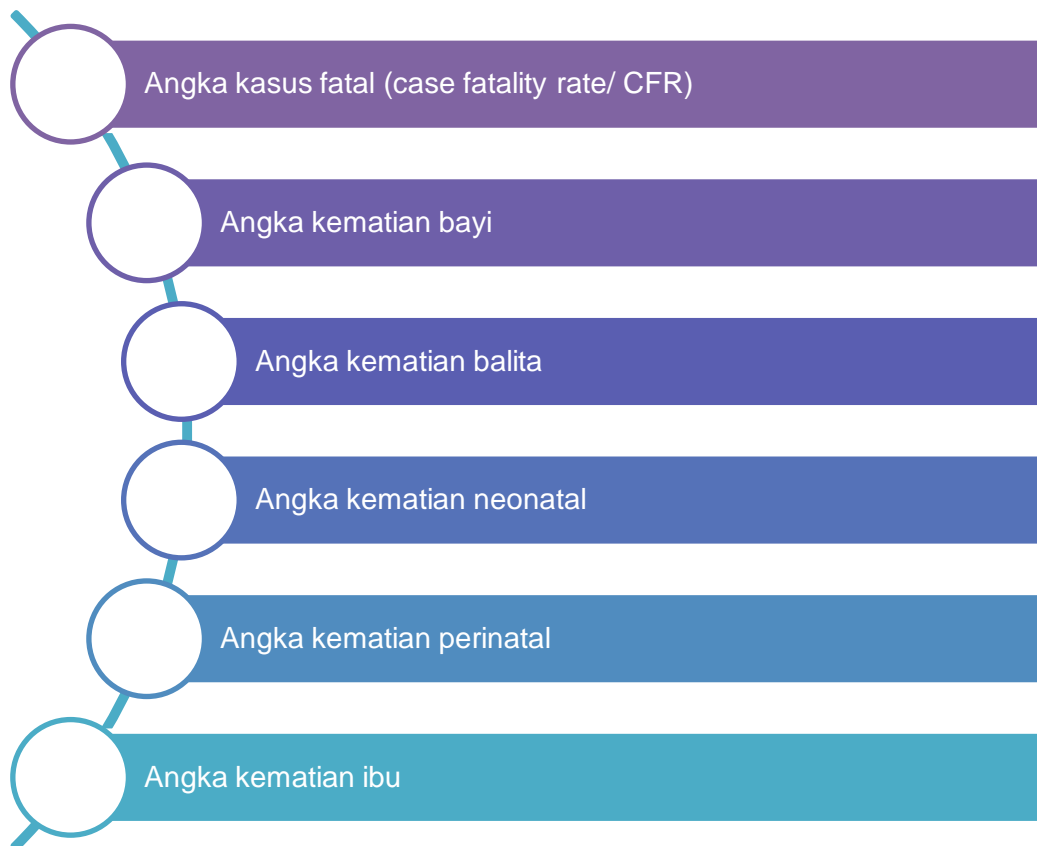 Angka kasus fatal (case fatality rate/ CFR)
Angka kematian bayi
Angka kematian balita
Angka kematian neonatal
Angka kematian perinatal
Angka kematian ibu